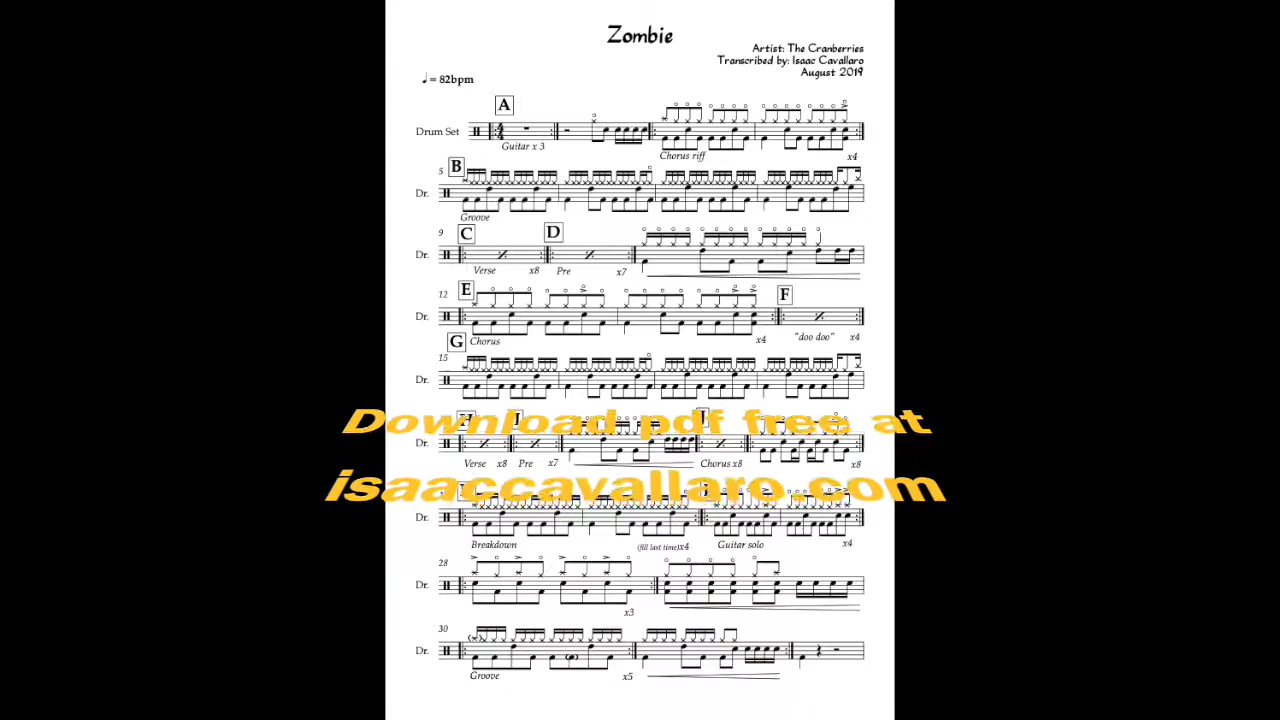 Zombie
Artist: The Cranberries
Transcribed by: Isaac Cavallaro
August 2019
♩ = 82bpm
A
Drum Set
Guitar x 3
Chorus riff
x4
B
5
Dr.
Groove
9
C
D
Dr.
Verse x8
Pre x7
12
E
F
Dr.
Chorus
x4
"doo doo" x4
G
15
Dr.
H I J
Download pdf free at
Dr.
Verse x8 Pre x7
Chorus x8
x8
isaaccavallaro.com
Dr.
Breakdown
(fill last time)x4
Guitar solo
x4
28
Dr.
x3
30
Dr.
Groove
x5